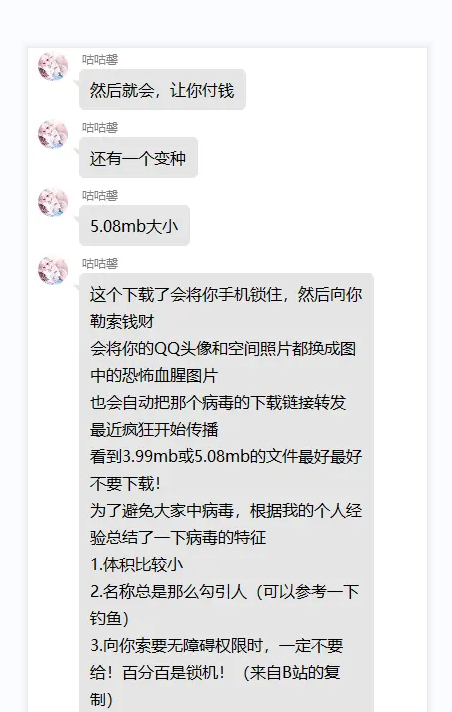 咕咕馨
然后就会，让你付钱
咕咕馨
还有一个变种
咕咕馨
5.08mb大小
咕咕馨
这个下载了会将你手机锁住，然后向你
勒索钱财
会将你的QQ头像和空间照片都换成图
中的恐怖血腥图片
也会自动把那个病毒的下载链接转发
最近疯狂开始传播
看到3.99mb或5.08mb的文件最好最好
不要下载！
为了避免大家中病毒，根据我的个人经
验总结了一下病毒的特征
1.体积比较小
2.名称总是那么勾引人（可以参考一下
钓鱼）
3.向你索要无障碍权限时，一定不要
给！百分百是锁机！（来自B站的复
制）